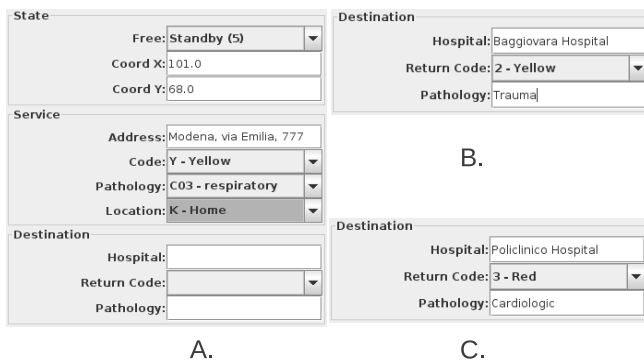 State
Free: Standby (5)
Coord X: 101.0
Coord Y: 68.0
Service
Address: Modena, via Emilia, 777
Code: Y - Yellow
Pathology: C03 - respiratory
Location: K - Home
Destination
Hospital:
Return Code:
Pathology:
A.
Destination
Hospital: Baggiovara Hospital
Return Code: 2 - Yellow
Pathology: Trauma
B.
Destination
Hospital: Policlinico Hospital
Return Code: 3 - Red
Pathology: Cardiologic
C.